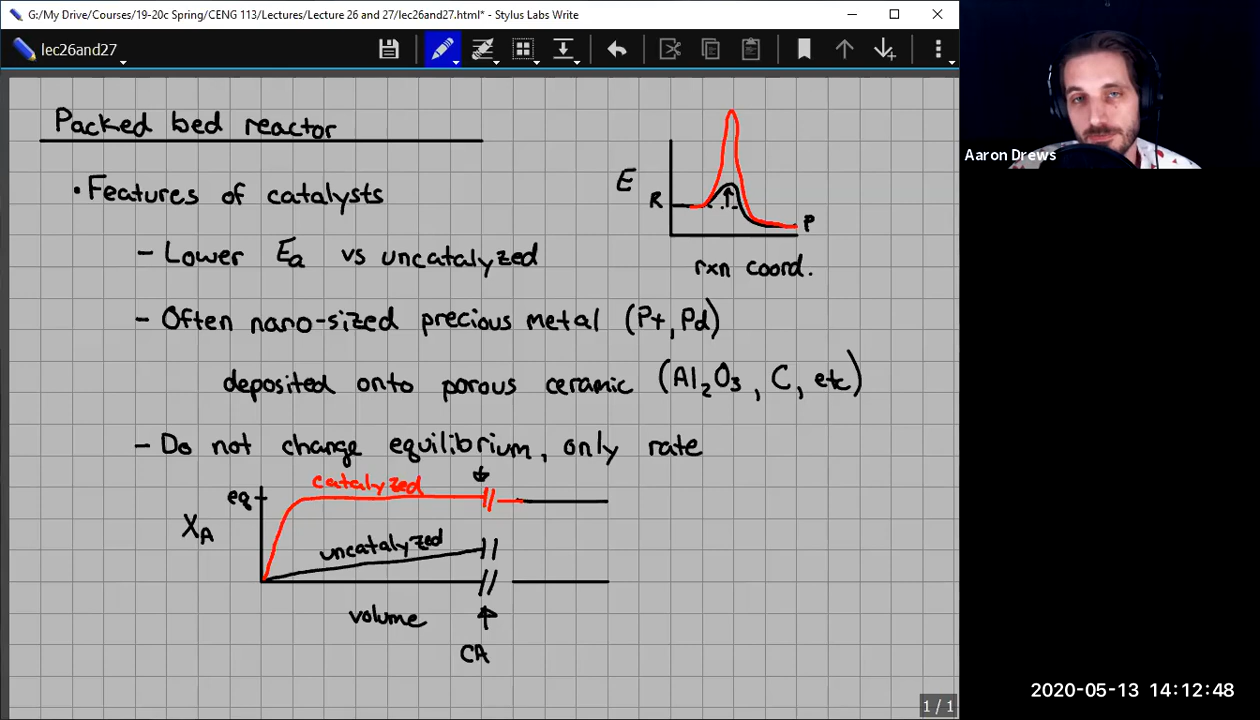 G:/My Drive/Courses/19-20c Spring/CENG 113/Lectures/Lecture 26 and 27/lec26and27.html* - Stylus Labs Write
lec26and27
Packed bed reactor
• Features of catalysts
- Lower Ea vs uncatalyzed
- Often nano-sized precious metal (Pt, Pd)
deposited onto porous ceramic (Al2O3, C, etc)
- Do not change equilibrium, only rate
E
R
P
rxn coord.
eq
catalyzed
XA
uncatalyzed
volume
CA
1 / 1
Aaron Drews
2020-05-13 14:12:48